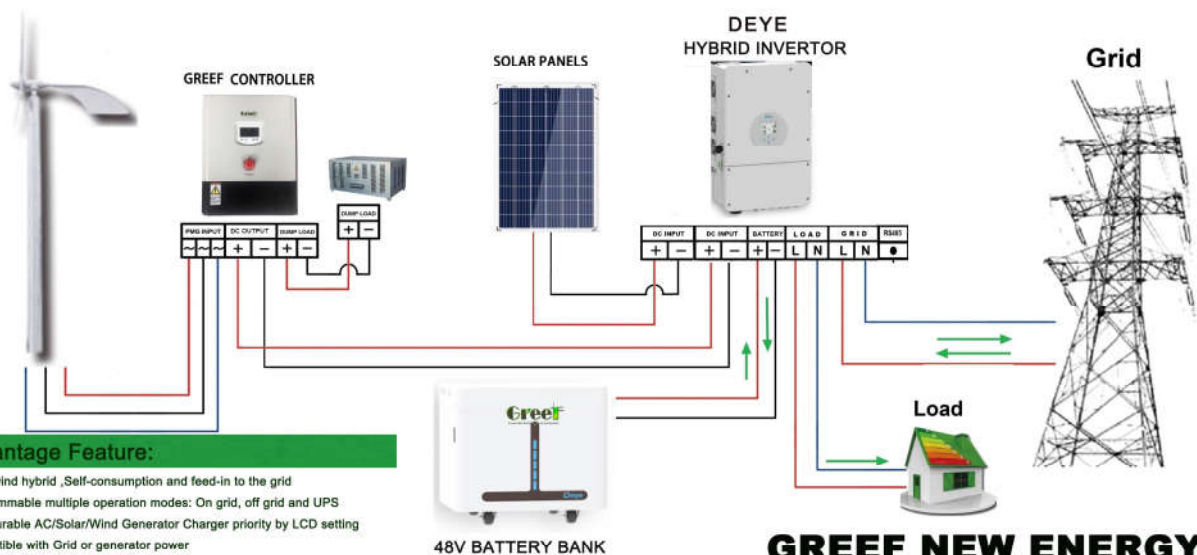 DEYE
HYBRID INVERTOR
Grid
SOLAR PANELS
GREEF CONTROLLER
DUMP LOAD
+ −
PMG INPUT DC OUTPUT DUMP LOAD
~ ~ ~ + − + −
DC INPUT DC INPUT BATTERY LOAD GRID RS485
+ − + − + − L N L N
Greef
Load
antage Feature:
ind hybrid ,Self-consumption and feed-in to the grid
mmable multiple operation modes: On grid, off grid and UPS
urable AC/Solar/Wind Generator Charger priority by LCD setting
tible with Grid or generator power
48V BATTERY BANK
GREEF NEW ENERGY